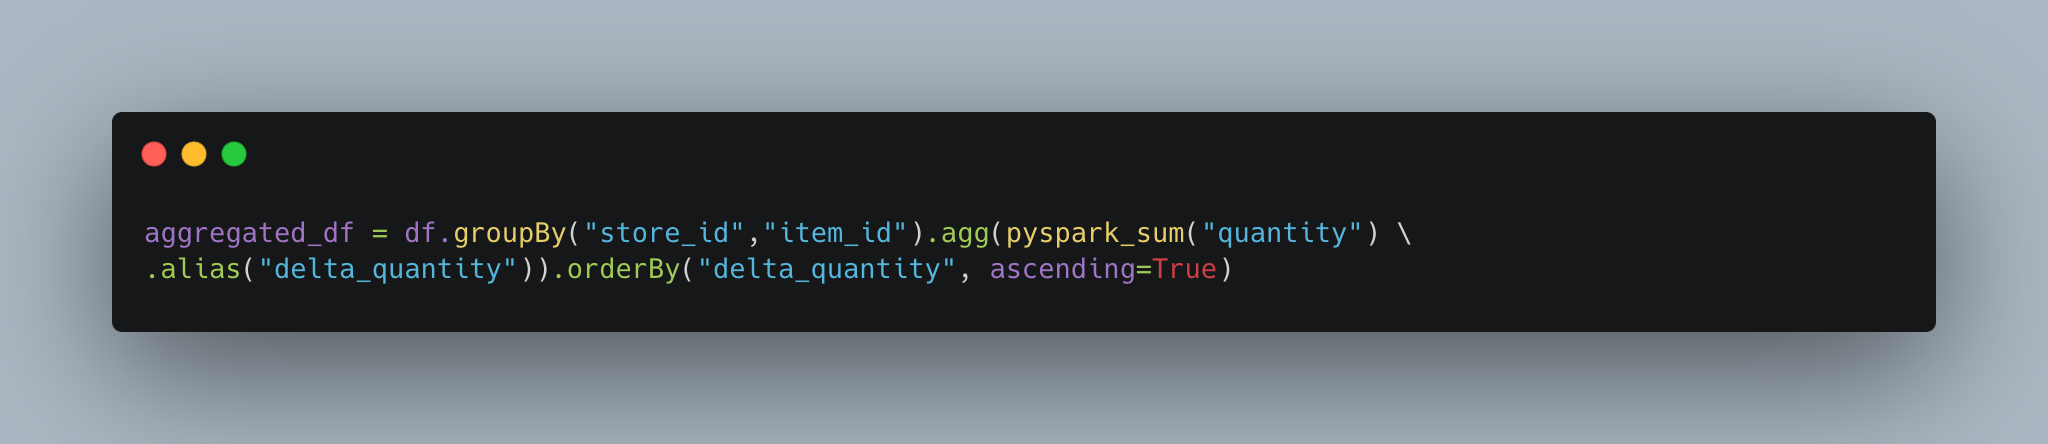 aggregated_df = df.groupBy("store_id","item_id").agg(pyspark_sum("quantity") \
.alias("delta_quantity")).orderBy("delta_quantity", ascending=True)